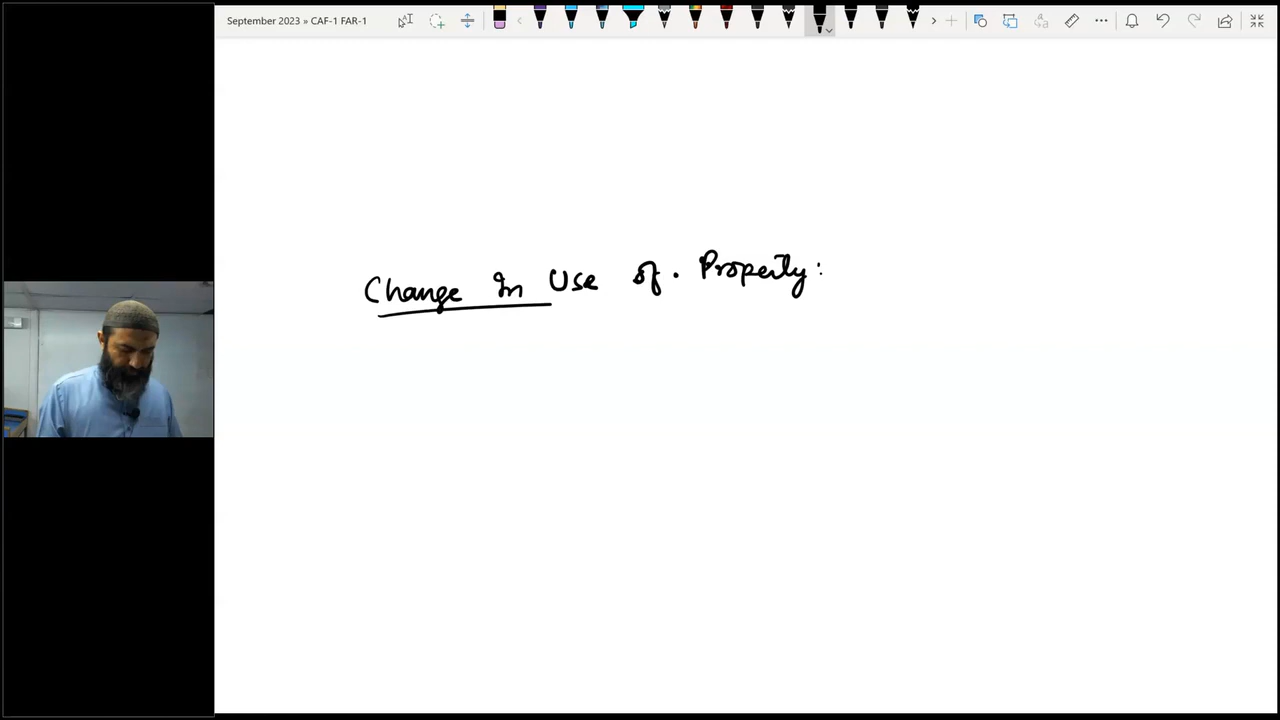 September 2023 » CAF-1 FAR-1
Change In Use of. Property: